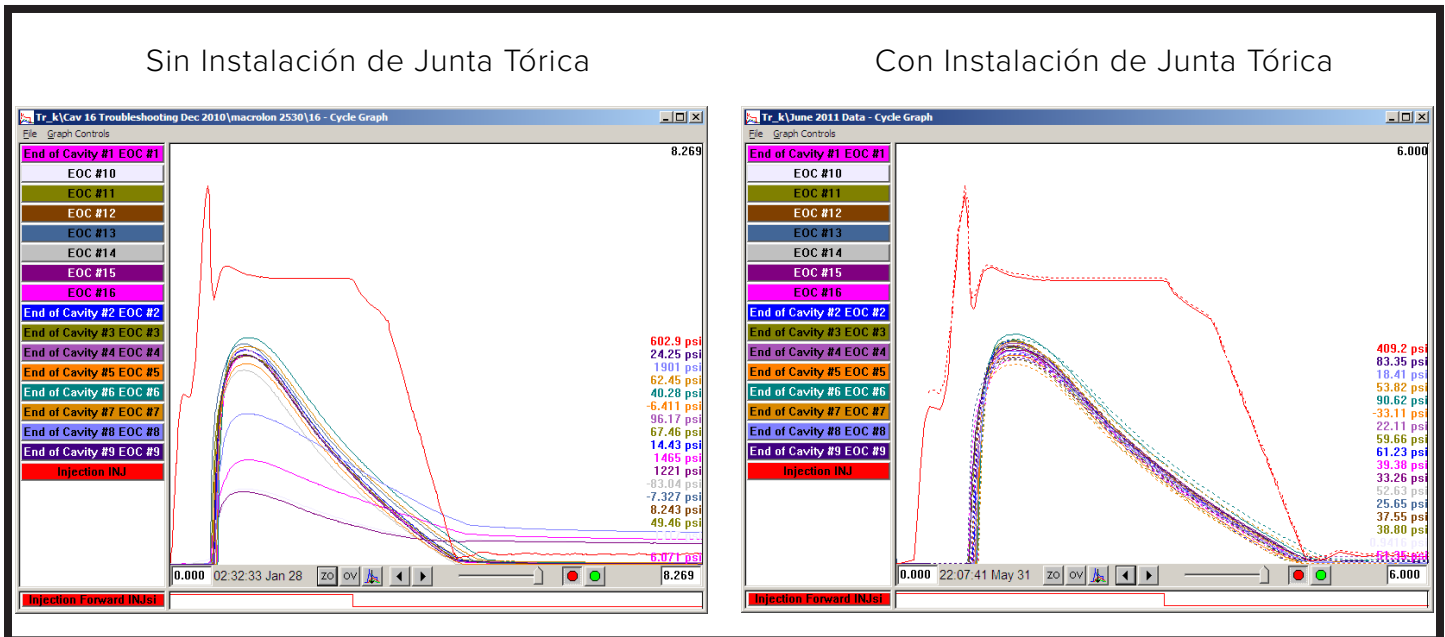 Sin Instalación de Junta Tórica
Tr_k\Cav 16 Troubleshooting Dec 2010\macrolon 2530\16 - Cycle Graph
File Graph Controls
End of Cavity #1 EOC #1
EOC #10
EOC #11
EOC #12
EOC #13
EOC #14
EOC #15
EOC #16
End of Cavity #2 EOC #2
End of Cavity #3 EOC #3
End of Cavity #4 EOC #4
End of Cavity #5 EOC #5
End of Cavity #6 EOC #6
End of Cavity #7 EOC #7
End of Cavity #8 EOC #8
End of Cavity #9 EOC #9
Injection INJ
8.269
602.9 psi
24.25 psi
1901 psi
62.45 psi
40.28 psi
-6.411 psi
96.17 psi
67.46 psi
14.43 psi
1465 psi
1221 psi
-83.04 psi
-7.327 psi
8.243 psi
49.46 psi
6.071 psi
0.000 02:32:33 Jan 28 ZO OV 8.269
Injection Forward INJsi
Con Instalación de Junta Tórica
Tr_k\June 2011 Data - Cycle Graph
File Graph Controls
End of Cavity #1 EOC #1
EOC #10
EOC #11
EOC #12
EOC #13
EOC #14
EOC #15
EOC #16
End of Cavity #2 EOC #2
End of Cavity #3 EOC #3
End of Cavity #4 EOC #4
End of Cavity #5 EOC #5
End of Cavity #6 EOC #6
End of Cavity #7 EOC #7
End of Cavity #8 EOC #8
End of Cavity #9 EOC #9
Injection INJ
6.000
409.2 psi
83.35 psi
18.41 psi
53.82 psi
90.62 psi
-33.11 psi
22.11 psi
59.66 psi
61.23 psi
39.38 psi
33.26 psi
52.63 psi
25.65 psi
37.55 psi
38.80 psi
51.35 psi
0.000 22:07:41 May 31 ZO OV 6.000
Injection Forward INJsi